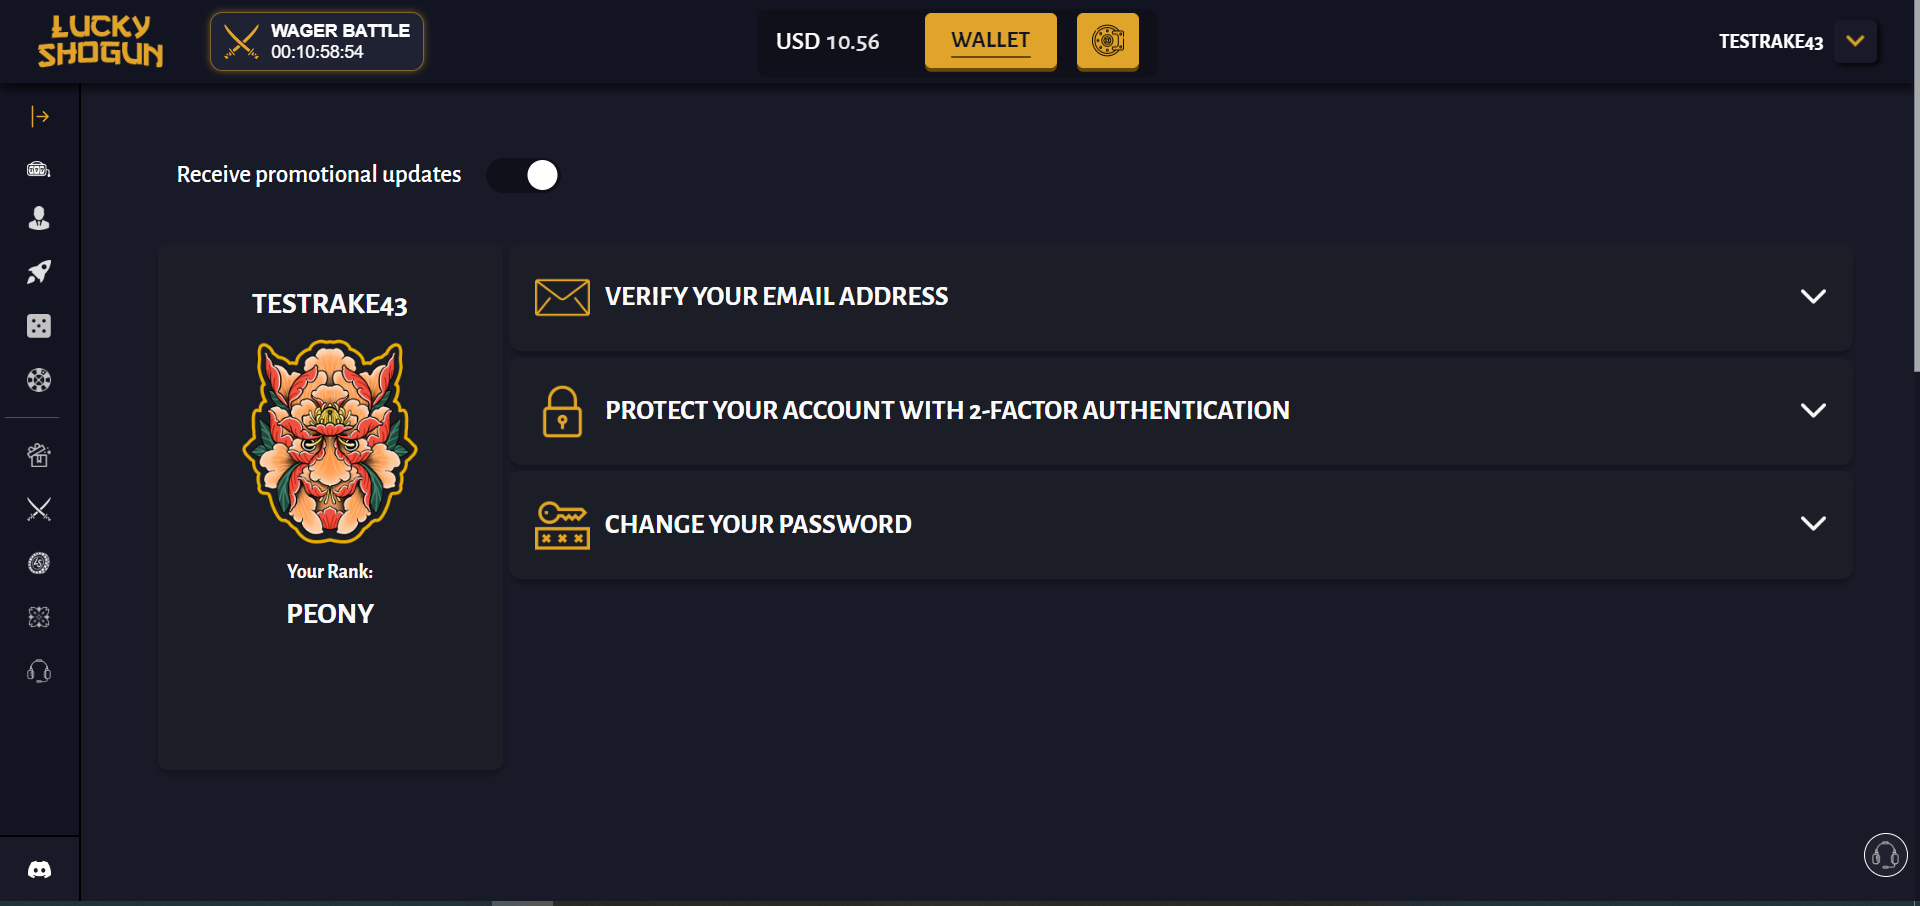 LUCKY
SHOGUN
WAGER BATTLE
00:10:58:54
USD 10.56
WALLET
TESTRAKE43
Receive promotional updates
TESTRAKE43
Your Rank:
PEONY
VERIFY YOUR EMAIL ADDRESS
PROTECT YOUR ACCOUNT WITH 2-FACTOR AUTHENTICATION
CHANGE YOUR PASSWORD